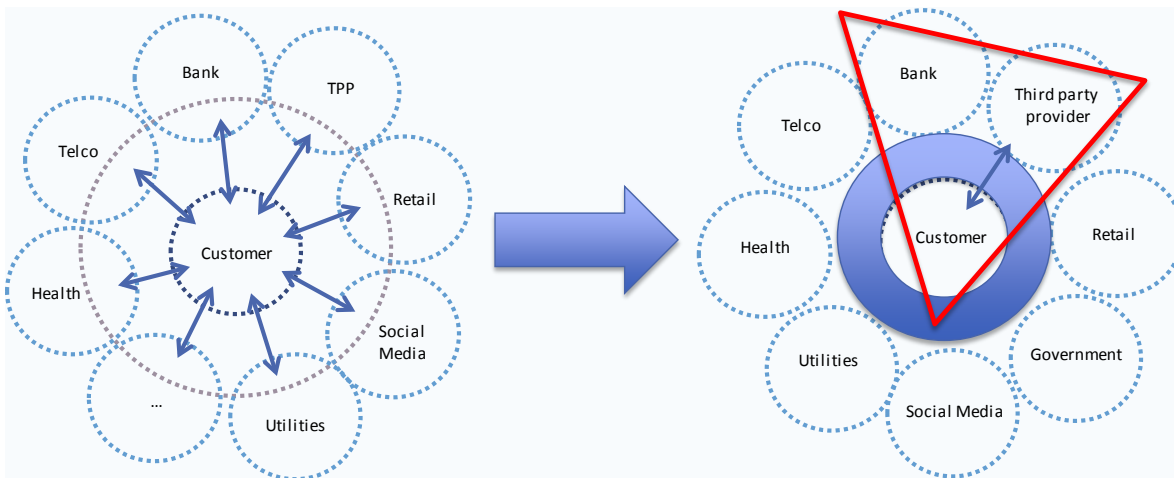 Bank
TPP
Telco
Retail
Customer
Health
Social
Media
...
Utilities
Bank
Third party
provider
Telco
Customer
Retail
Health
Utilities
Government
Social Media